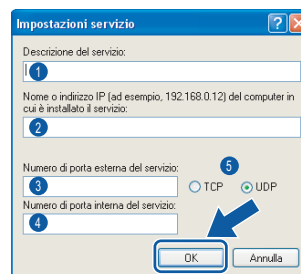 Impostazioni servizio
Descrizione del servizio:
1
Nome o indirizzo IP (ad esempio, 192.168.0.12) del computer in
cui è installato il servizio:
2
Numero di porta esterna del servizio:
5
3
TCP
UDP
Numero di porta interna del servizio:
4
OK
Annulla